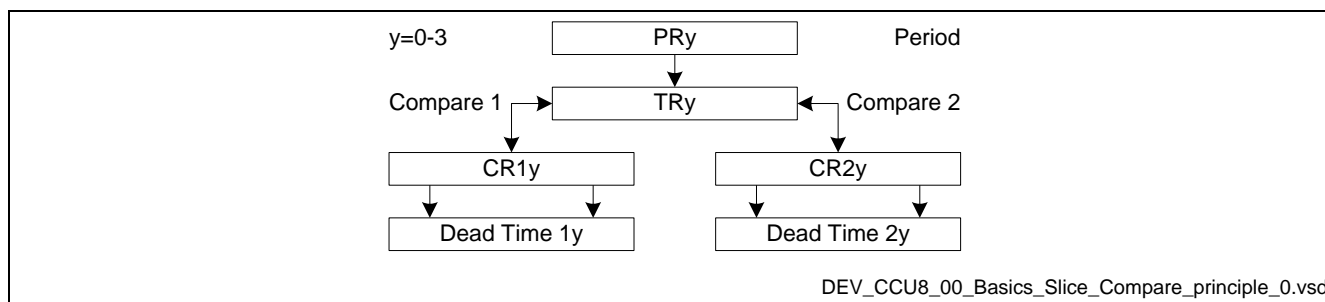 y=0-3 PRy Period
Compare 1 TRy Compare 2
CR1y CR2y
Dead Time 1y Dead Time 2y
DEV_CCU8_00_Basics_Slice_Compare_principle_0.vsd